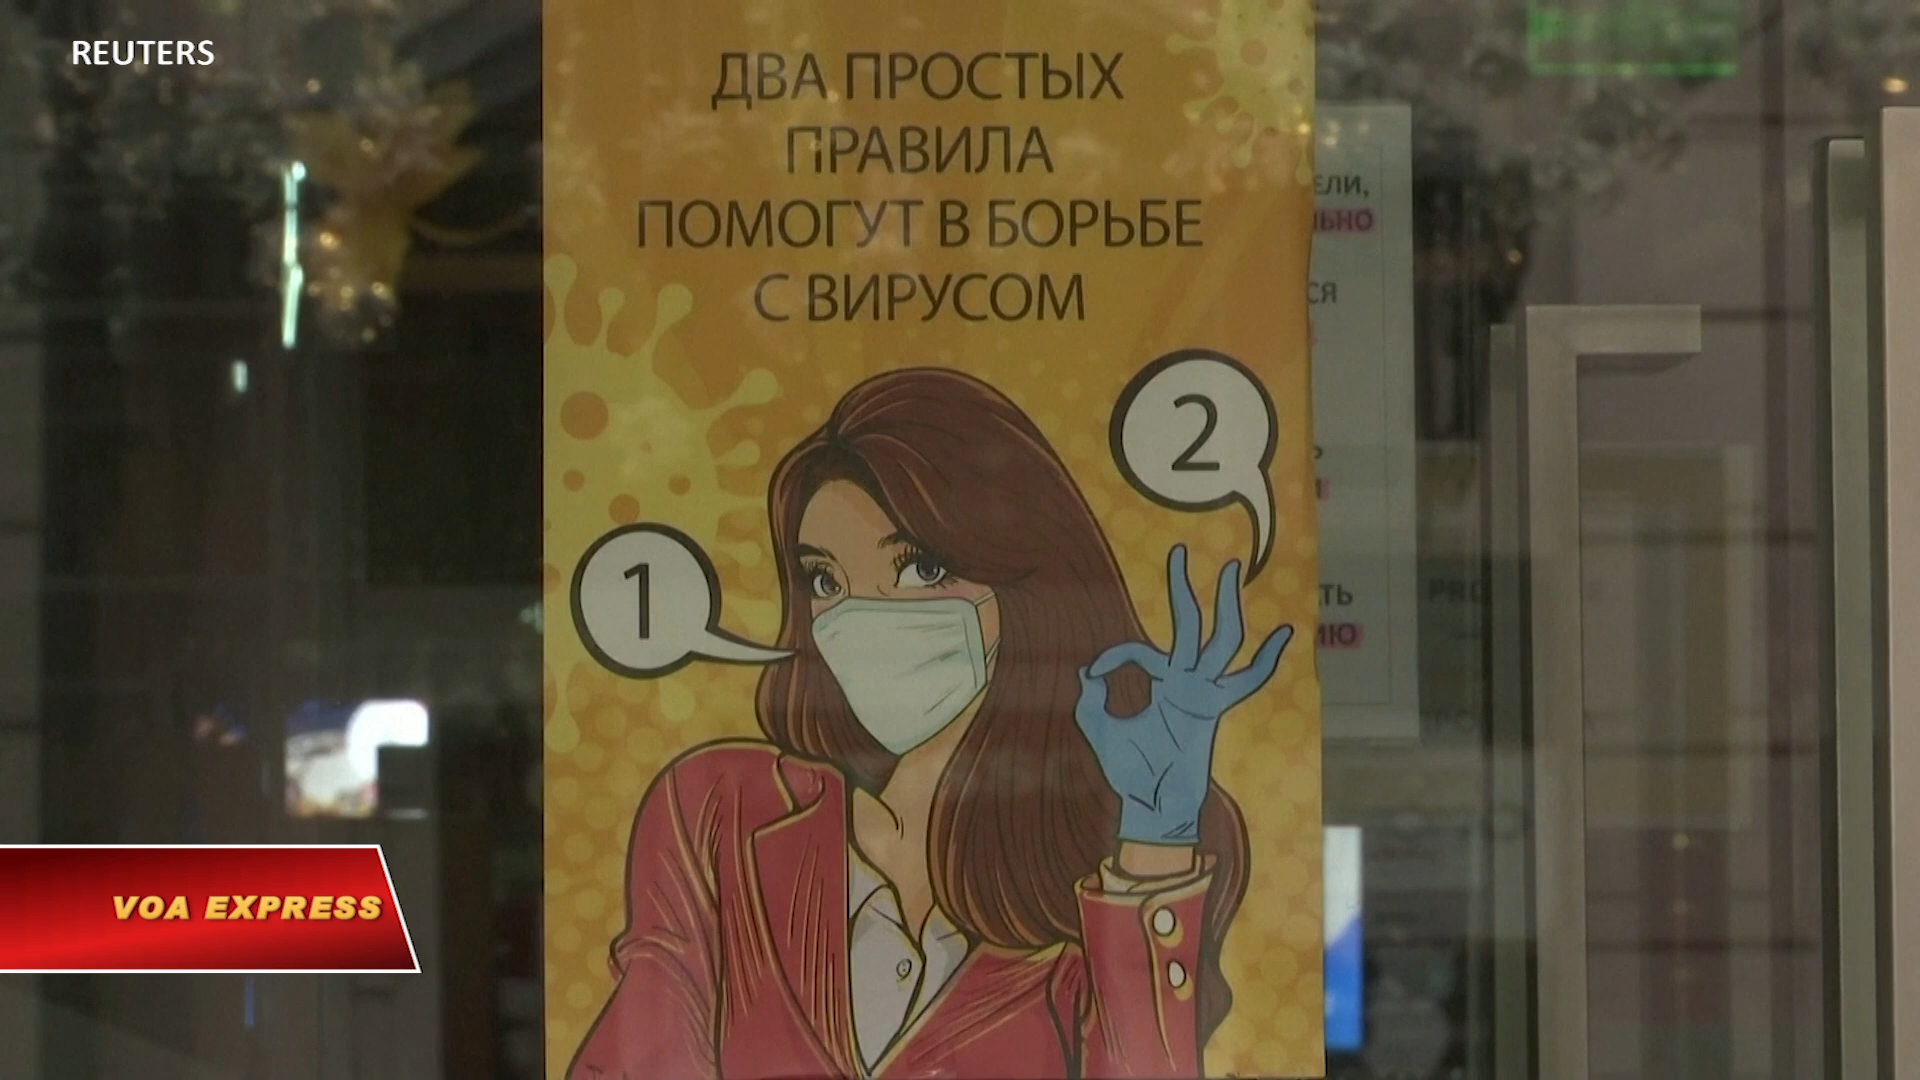 REUTERS
ДВА ПРОСТЫХ
ПРАВИЛА
ПОМОГУТ В БОРЬБЕ
С ВИРУСОМ
2
1
VOA EXPRESS